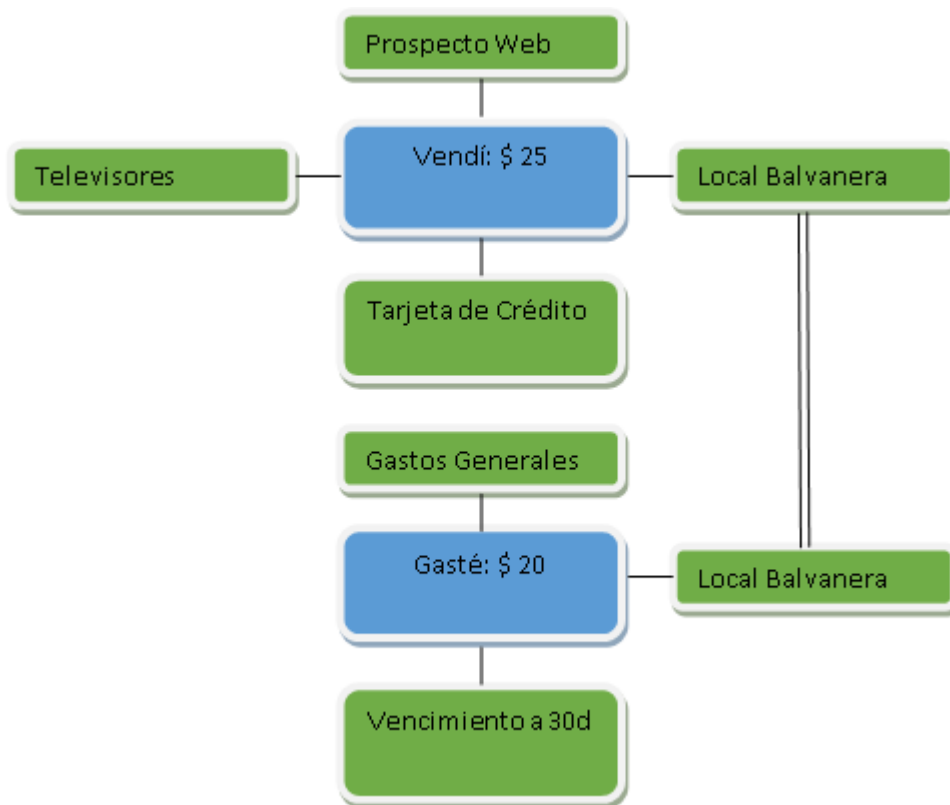 Prospecto Web
Vendí: $ 25
Televisores
Local Balvanera
Tarjeta de Crédito
Gastos Generales
Gasté: $ 20
Local Balvanera
Vencimiento a 30d